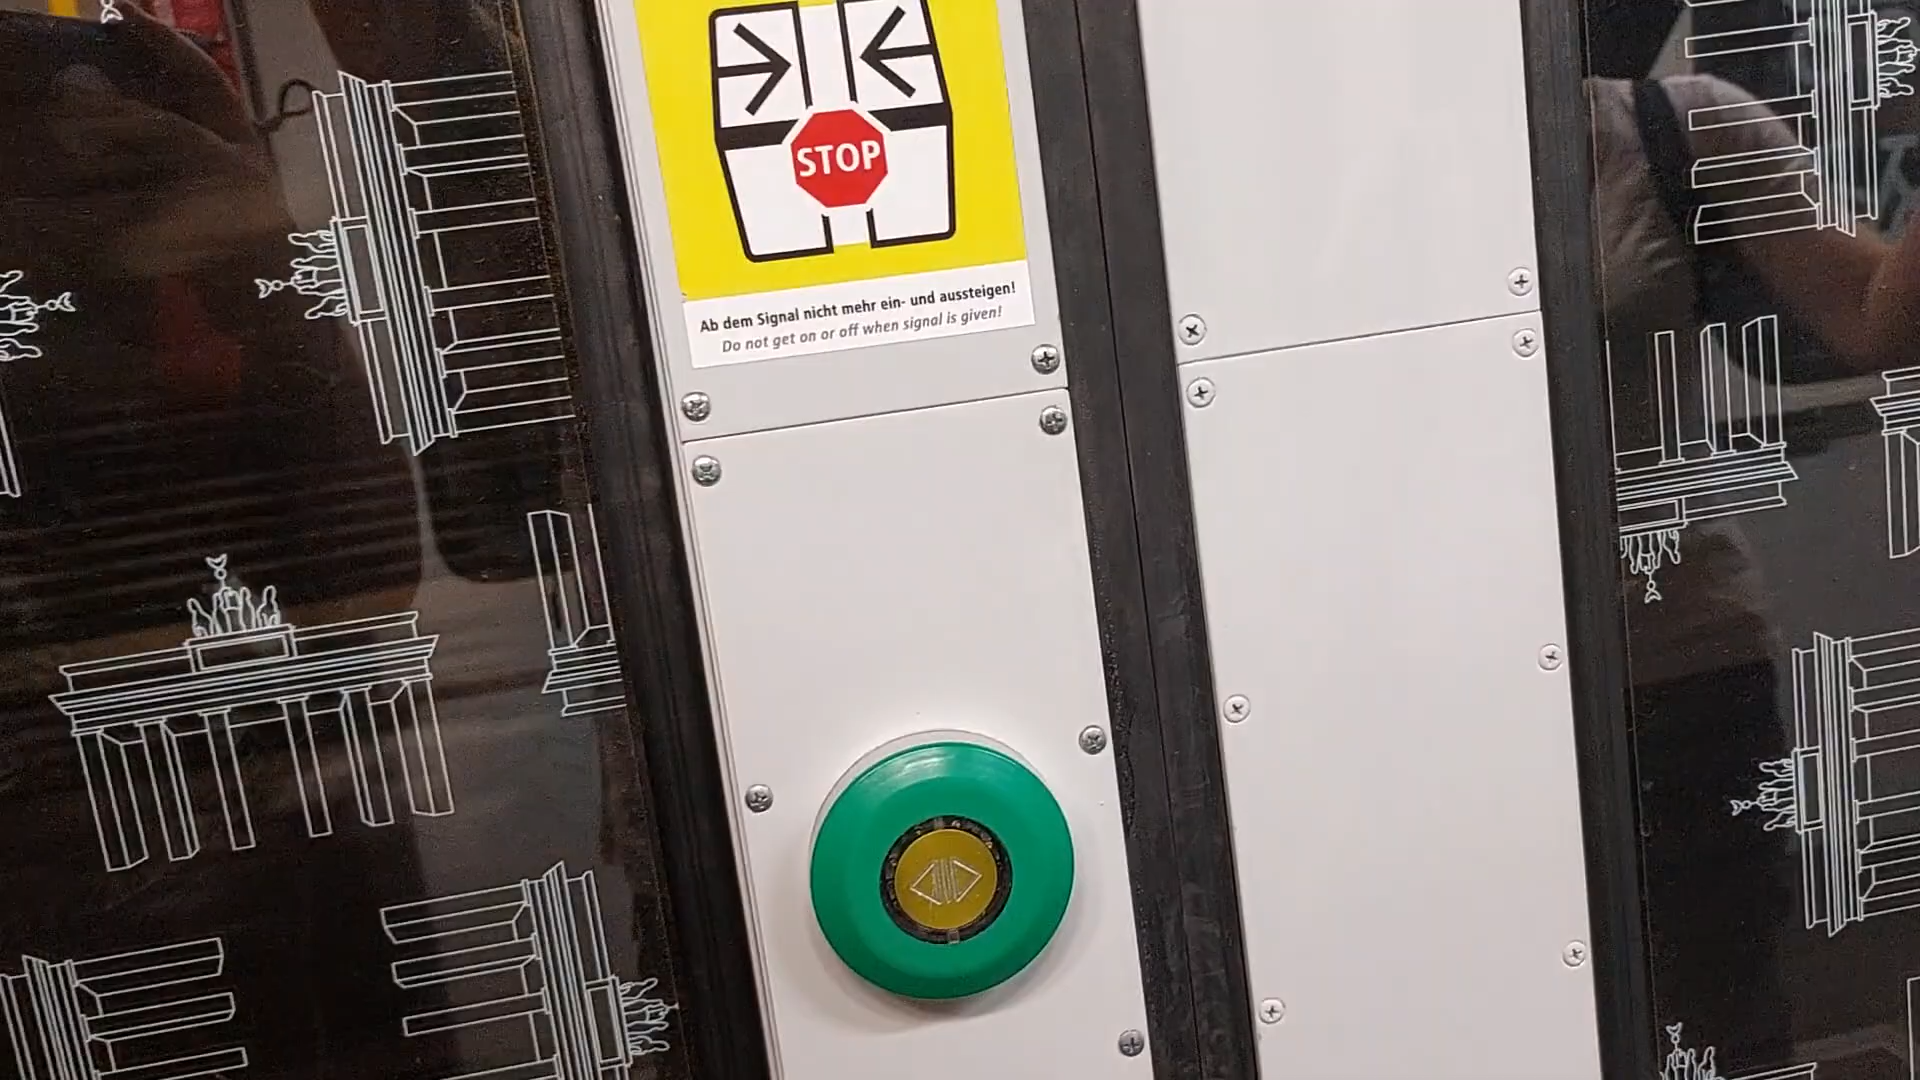 STOP
Ab dem Signal nicht mehr ein- und aussteigen!
Do not get on or off when signal is given!